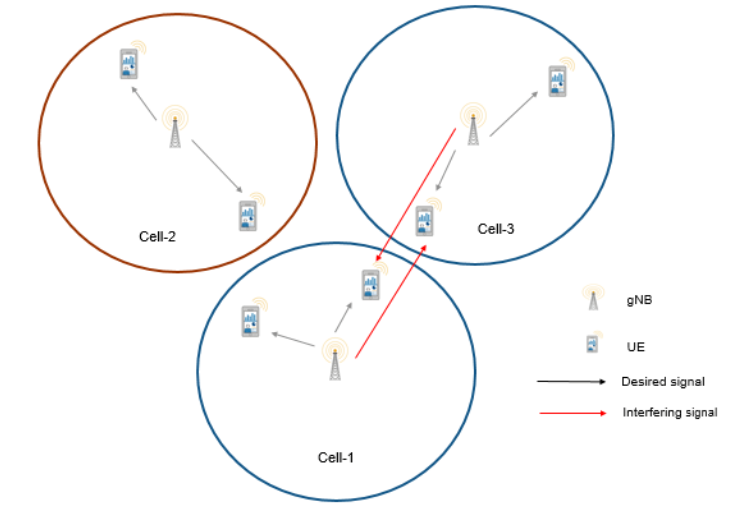 Cell-2
Cell-3
Cell-1
gNB
UE
Desired signal
Interfering signal